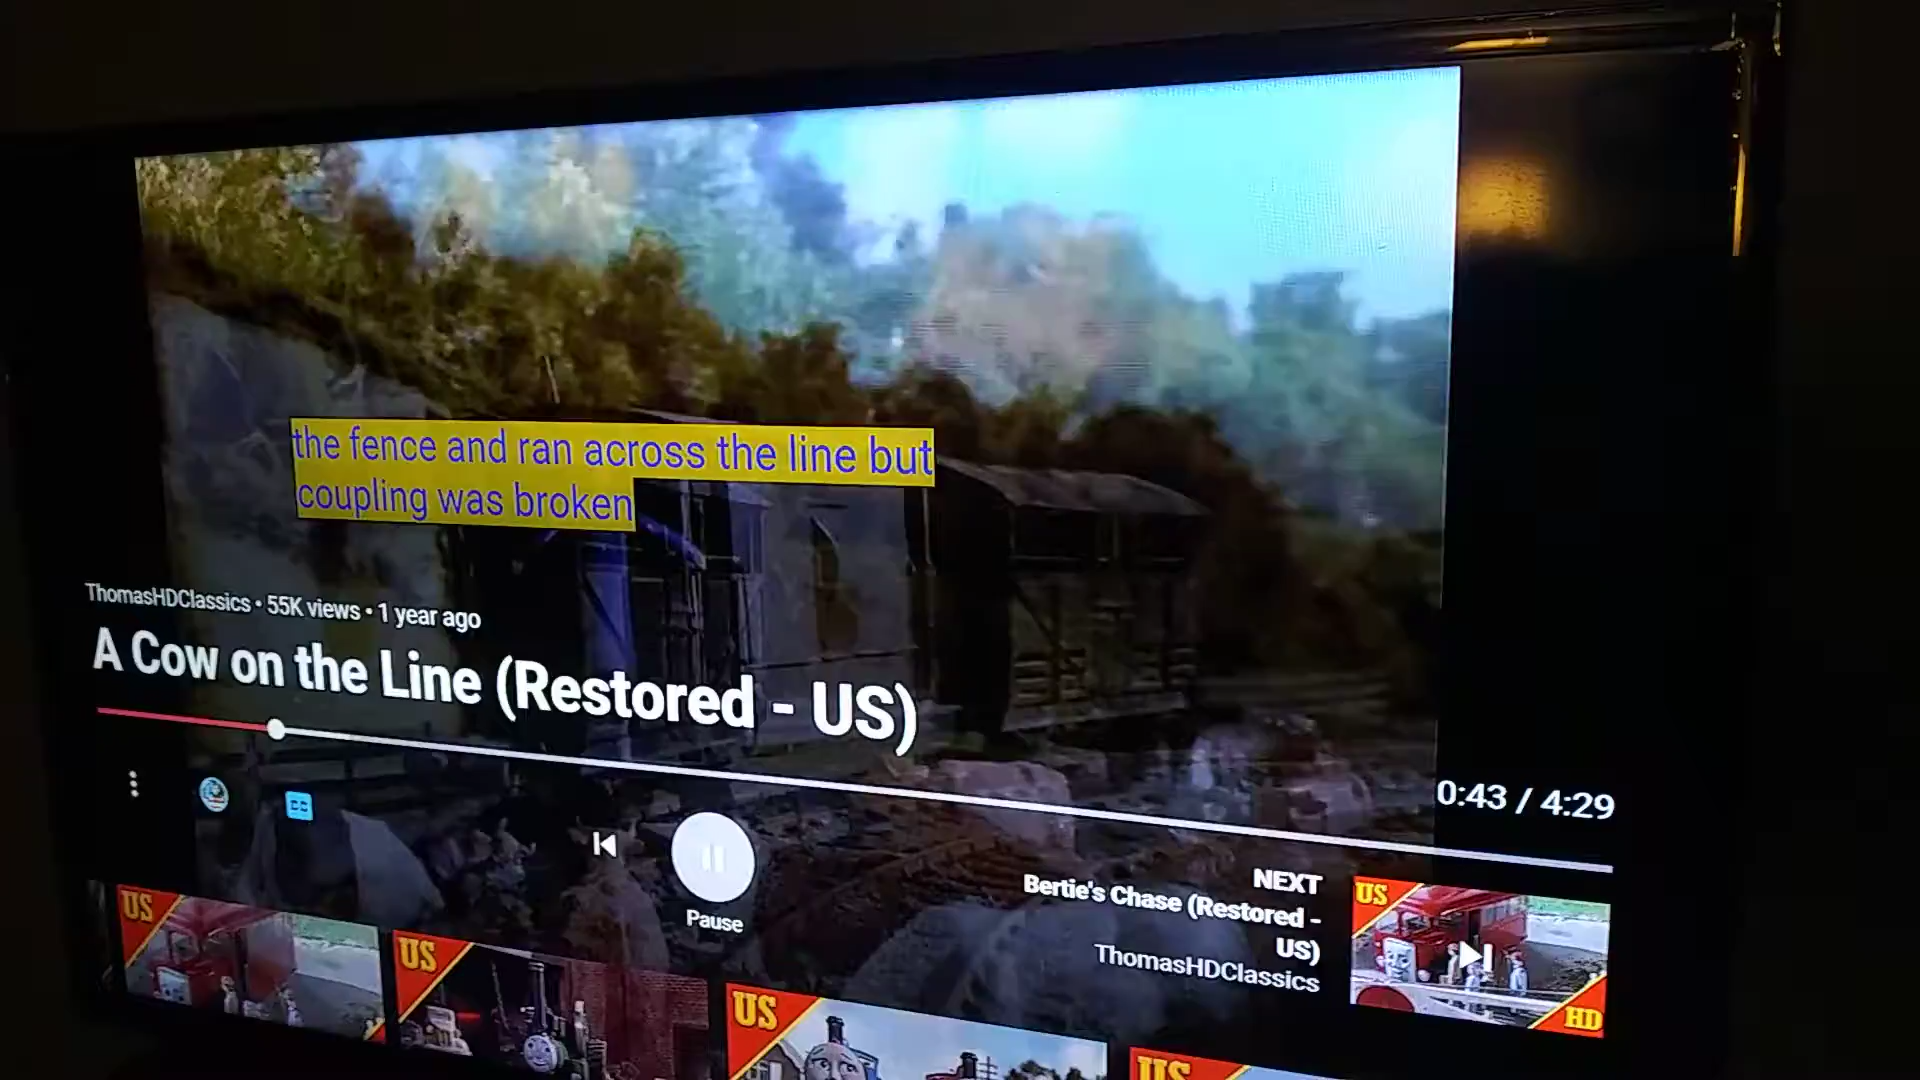 the fence and ran across the line but
coupling was broken
ThomasHDClassics • 55K views • 1 year ago
A Cow on the Line (Restored - US)
0:43 / 4:29
CC
Pause
NEXT
Bertie's Chase (Restored -
US)
ThomasHDClassics
US
HD
US
US
US
US